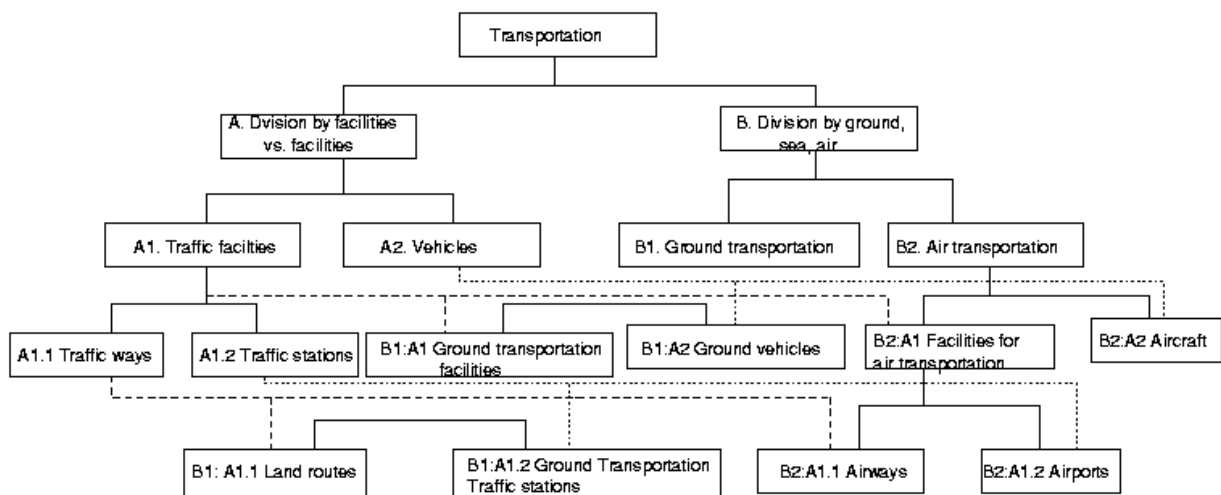 Transportation
A. Dvision by facilities
vs. facilities
B. Division by ground,
sea, air
A1. Traffic facilties
A2. Vehicles
B1. Ground transportation
B2. Air transportation
A1.1 Traffic ways
A1.2 Traffic stations
B1:A1 Ground transportation
facilities
B1:A2 Ground vehicles
B2:A1 Facilities for
air transportation
B2:A2 Aircraft
B1: A1.1 Land routes
B1:A1.2 Ground Transportation
Traffic stations
B2:A1.1 Airways
B2:A1.2 Airports